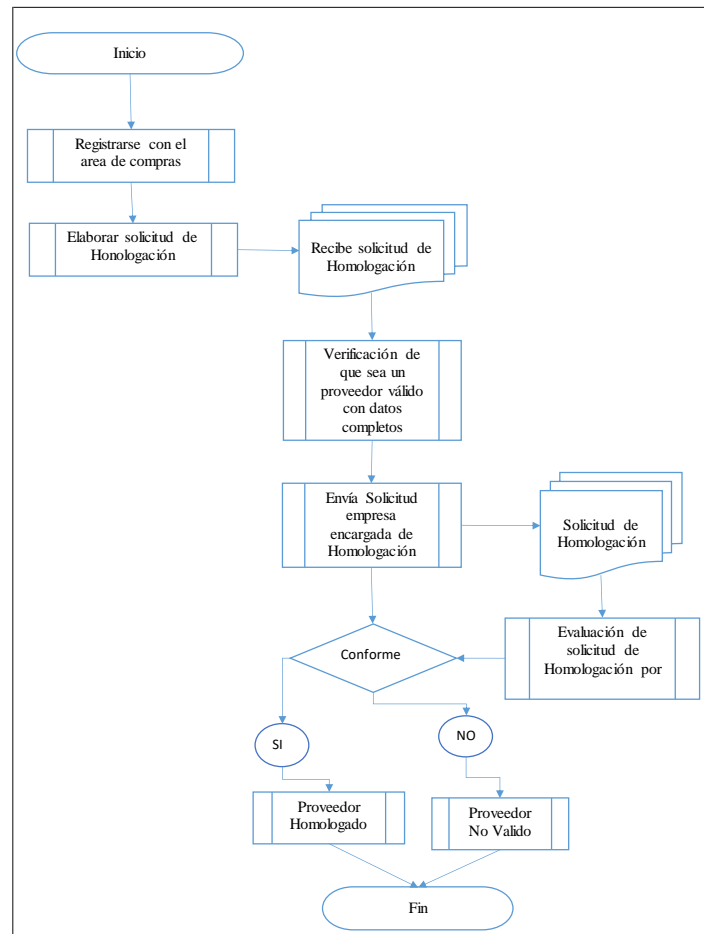 Inicio
Registrarse con el
area de compras
Elaborar solicitud de
Honologación
Recibe solicitud de
Homologación
Verificación de
que sea un
proveedor válido
con datos
completos
Envía Solicitud
empresa
encargada de
Homologación
Solicitud de
Homologación
Evaluación de
solicitud de
Homologación por
Conforme
SI
NO
Proveedor
Homologado
Proveedor
No Valido
Fin